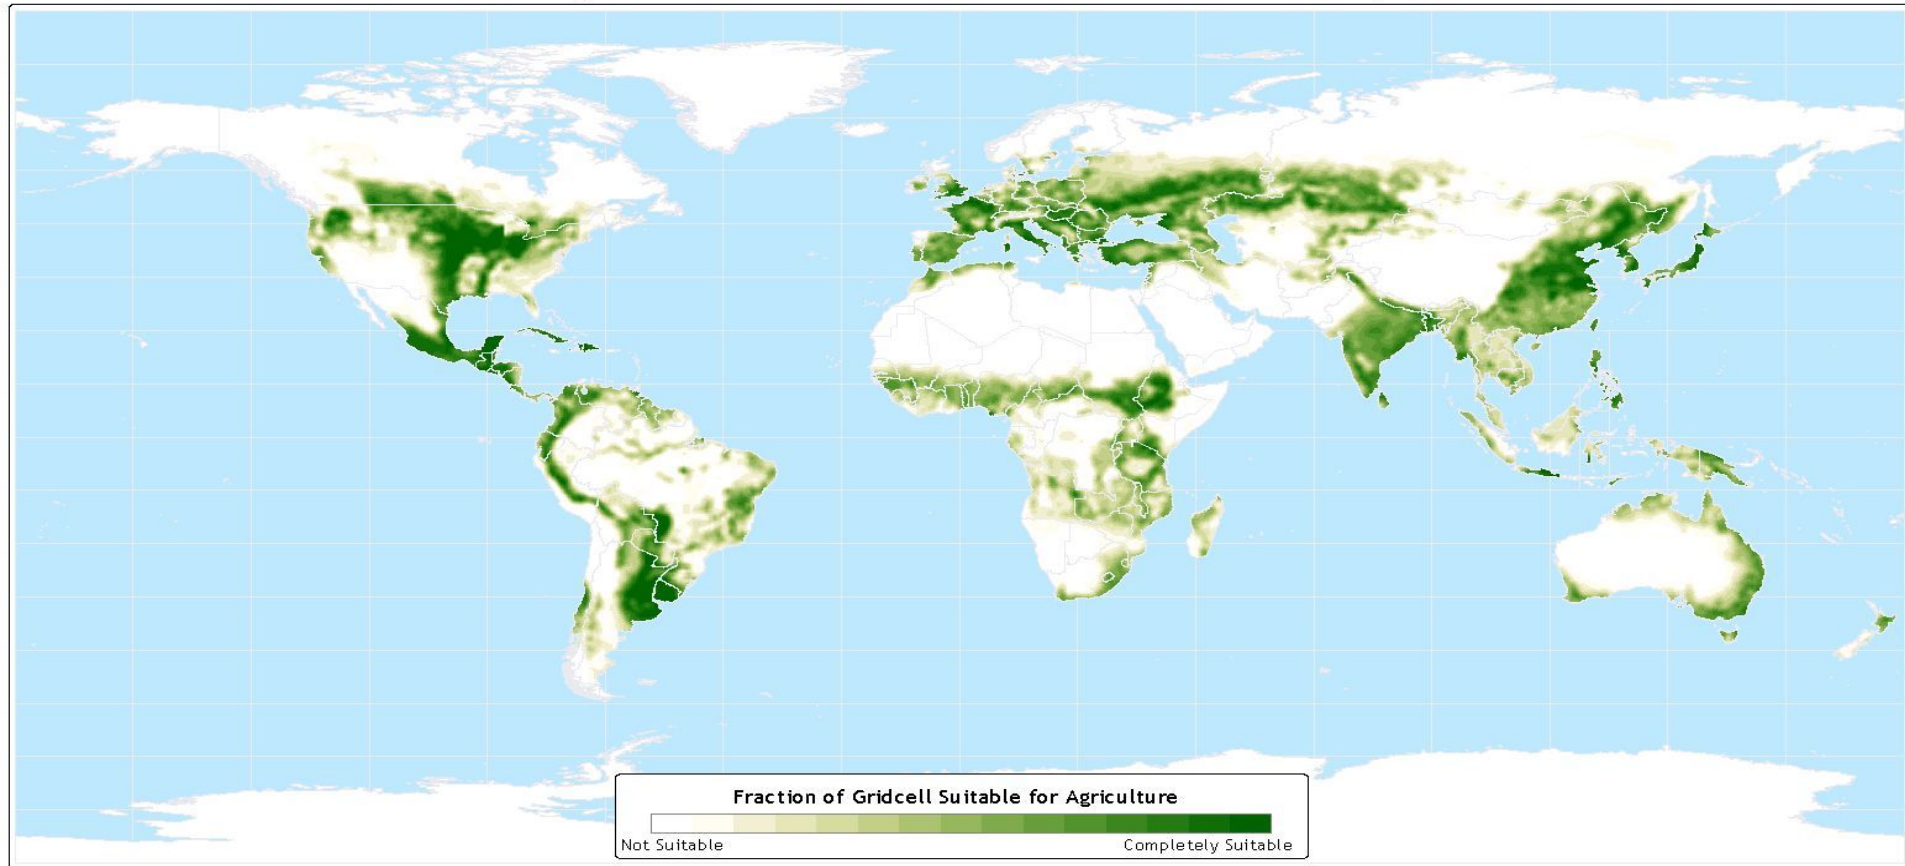 Fraction of Gridcell Suitable for Agriculture
Not Suitable
Completely Suitable